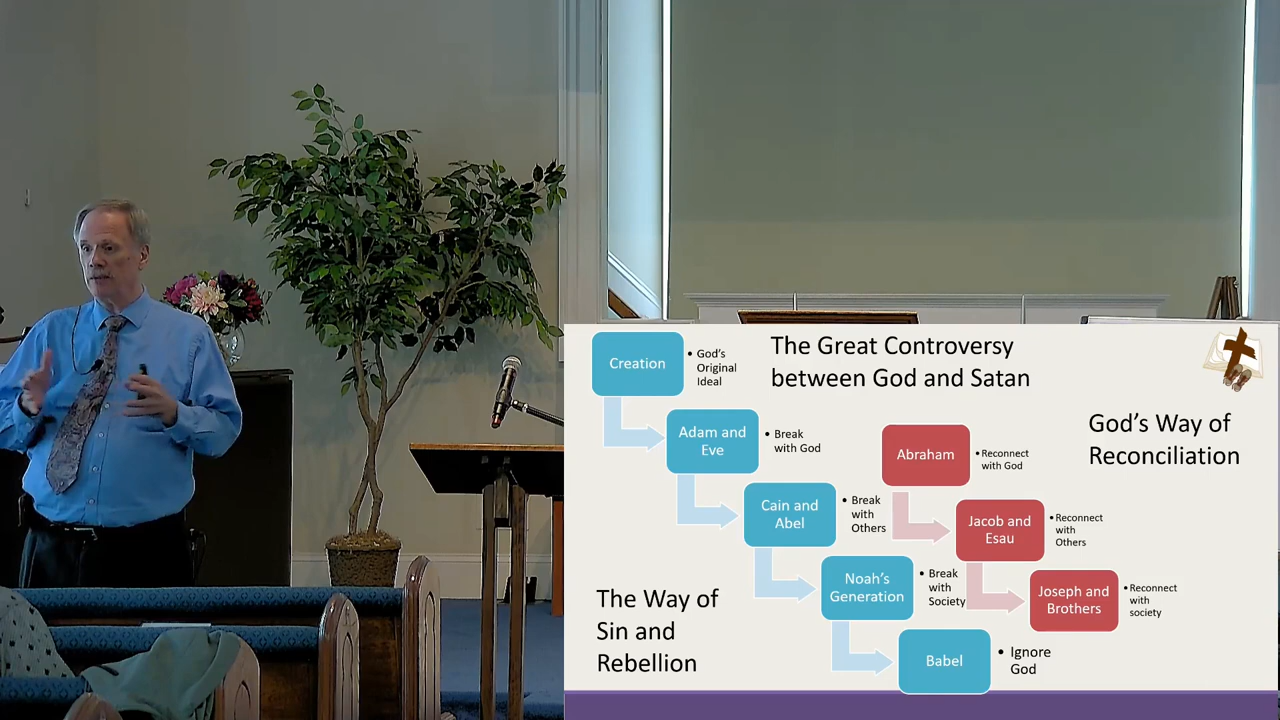 The Great Controversy
between God and Satan
God's Way of
Reconciliation
Creation
• God's
Original
Ideal
Adam and
Eve
• Break
with God
Cain and
Abel
• Break
with
Others
Noah's
Generation
• Break
with
Society
Babel
• Ignore
God
Abraham
• Reconnect
with God
Jacob and
Esau
• Reconnect
with
Others
Joseph and
Brothers
• Reconnect
with
society
The Way of
Sin and
Rebellion